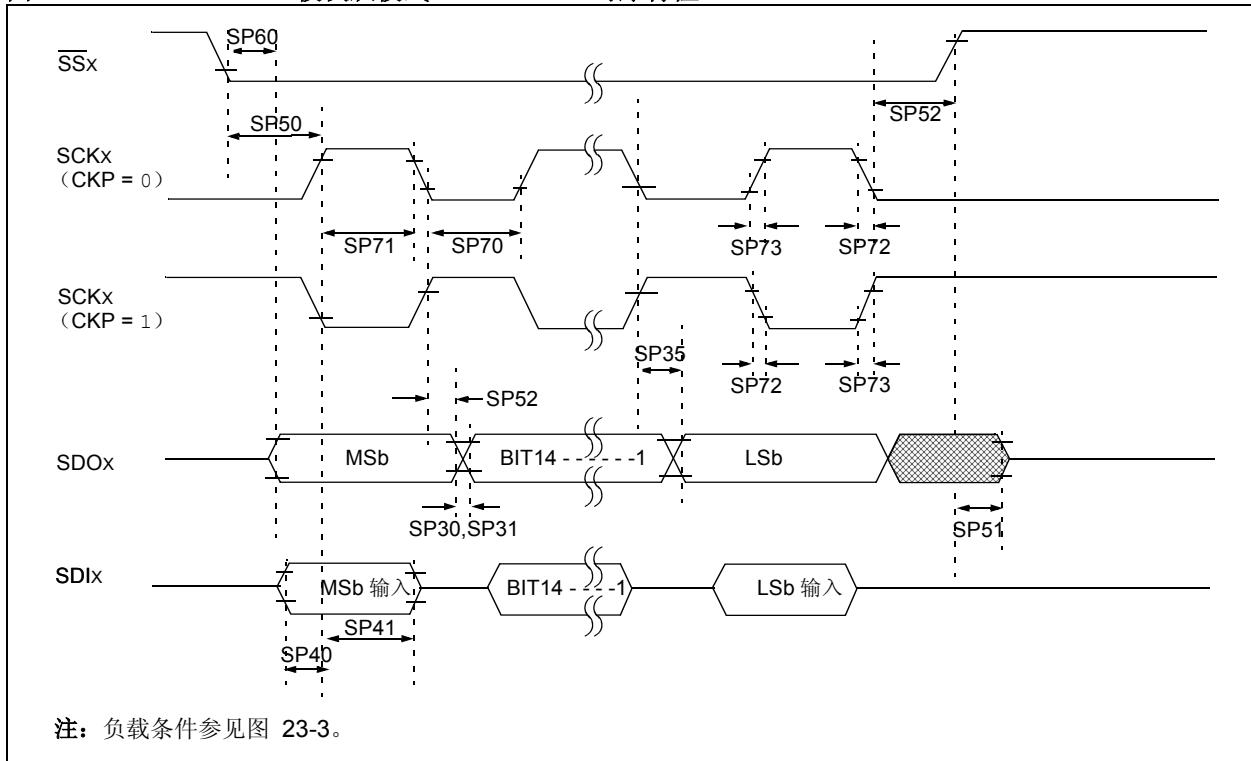 SP60
SSX
SP52
SP50
SCKX
（CKP = 0）
SP71
SP70
SP73
SP72
SCKX
（CKP = 1）
SP35
SP72
SP73
SP52
SDOX
MSb
BIT14 - - - - - -1
LSb
SP30,SP31
SP51
SDIX
MSb 输入
BIT14 - - - -1
LSb 输入
SP41
SP40
注：负载条件参见图 23-3。